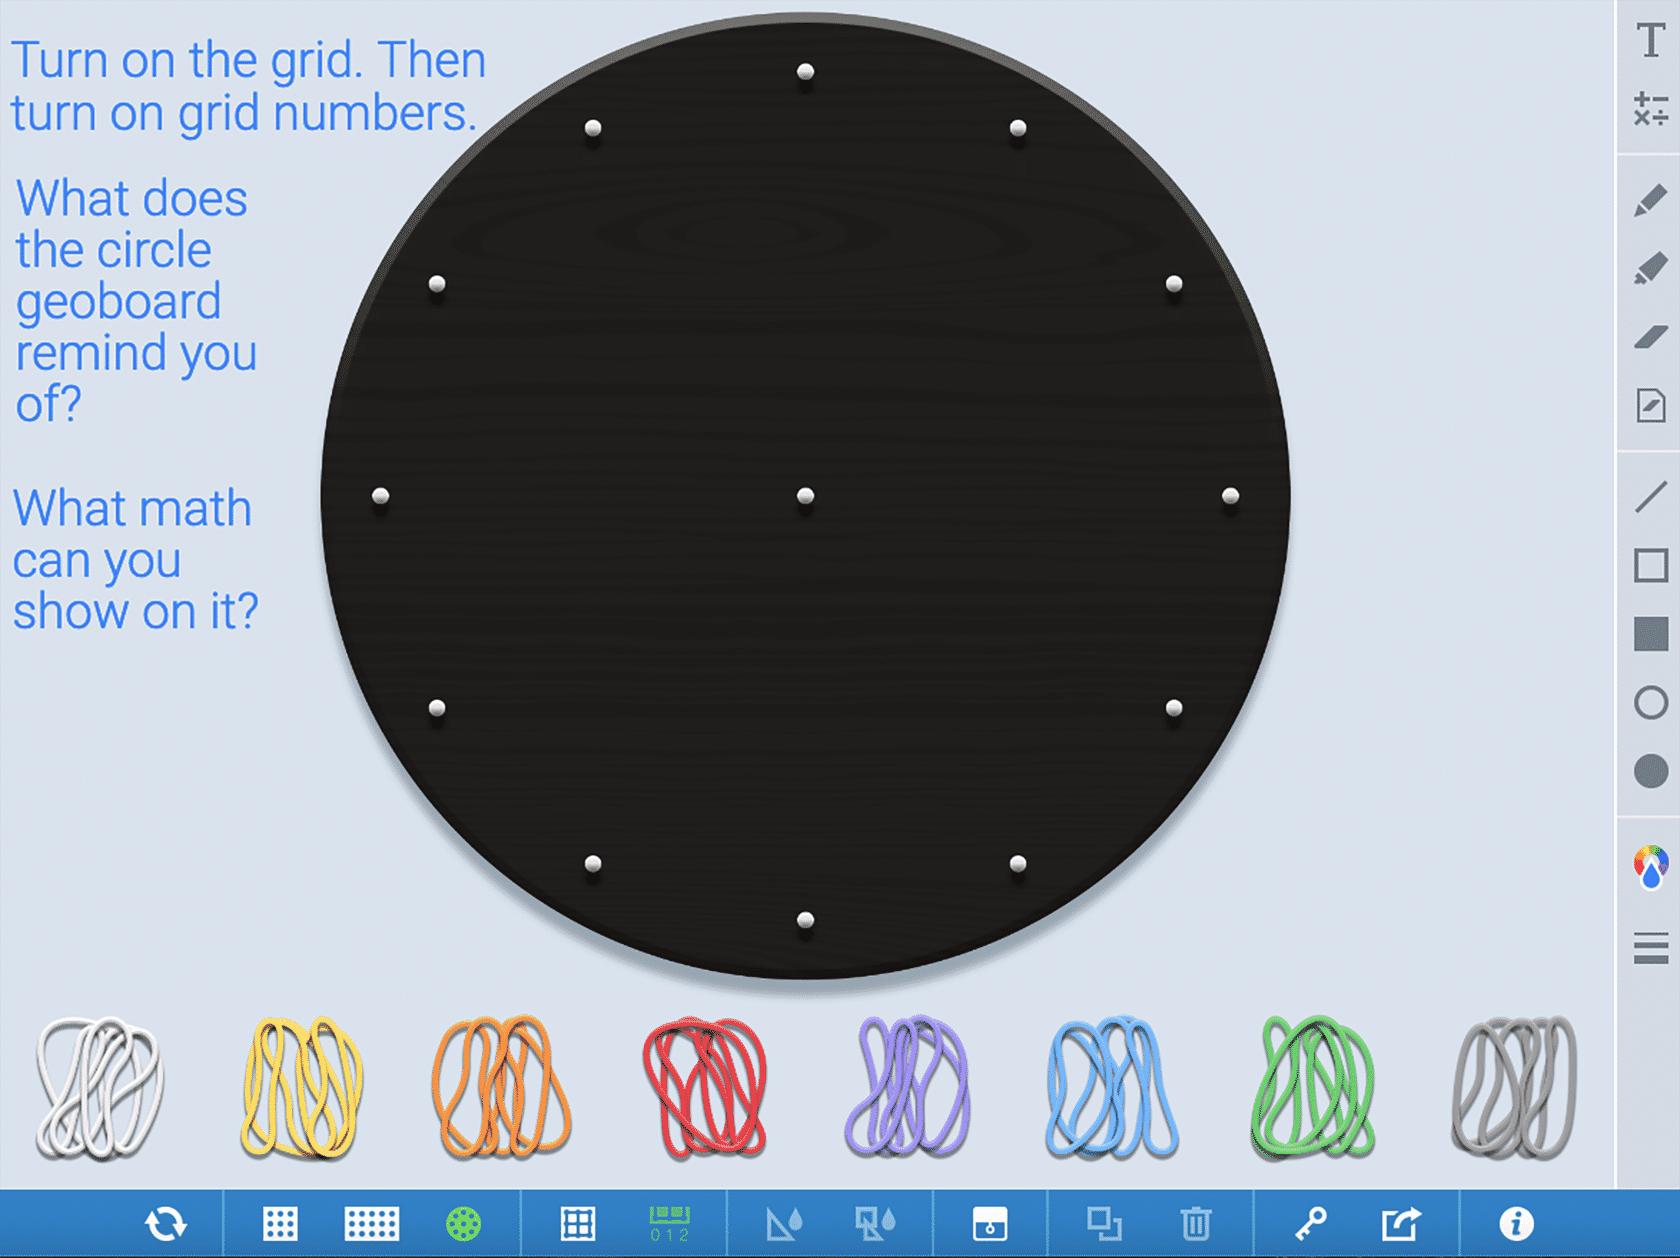 Turn on the grid. Then
turn on grid numbers.
What does
the circle
geoboard
remind you
of?
What math
can you
show on it?
T
0 1 2